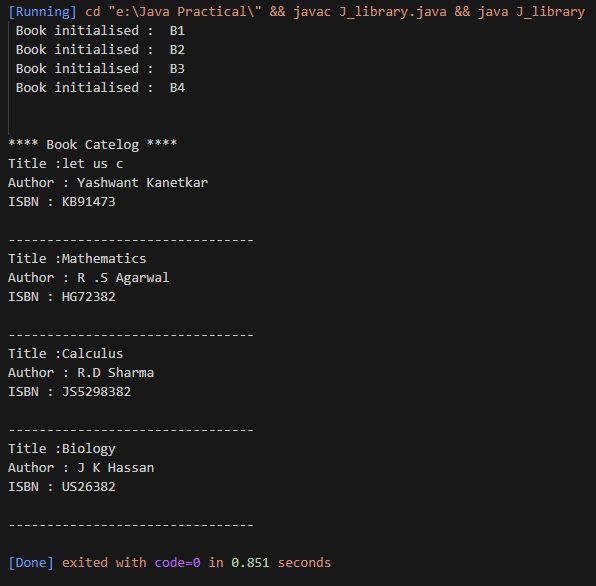 [Running] cd "e:\Java Practical\" && javac J_library.java && java J_library
Book initialised :  B1
Book initialised :  B2
Book initialised :  B3
Book initialised :  B4
**** Book Catelog ****
Title :let us c
Author : Yashwant Kanetkar
ISBN : KB91473
--------------------------------
Title :Mathematics
Author : R .S Agarwal
ISBN : HG72382
--------------------------------
Title :Calculus
Author : R.D Sharma
ISBN : JS5298382
--------------------------------
Title :Biology
Author : J K Hassan
ISBN : US26382
--------------------------------
[Done] exited with code=0 in 0.851 seconds